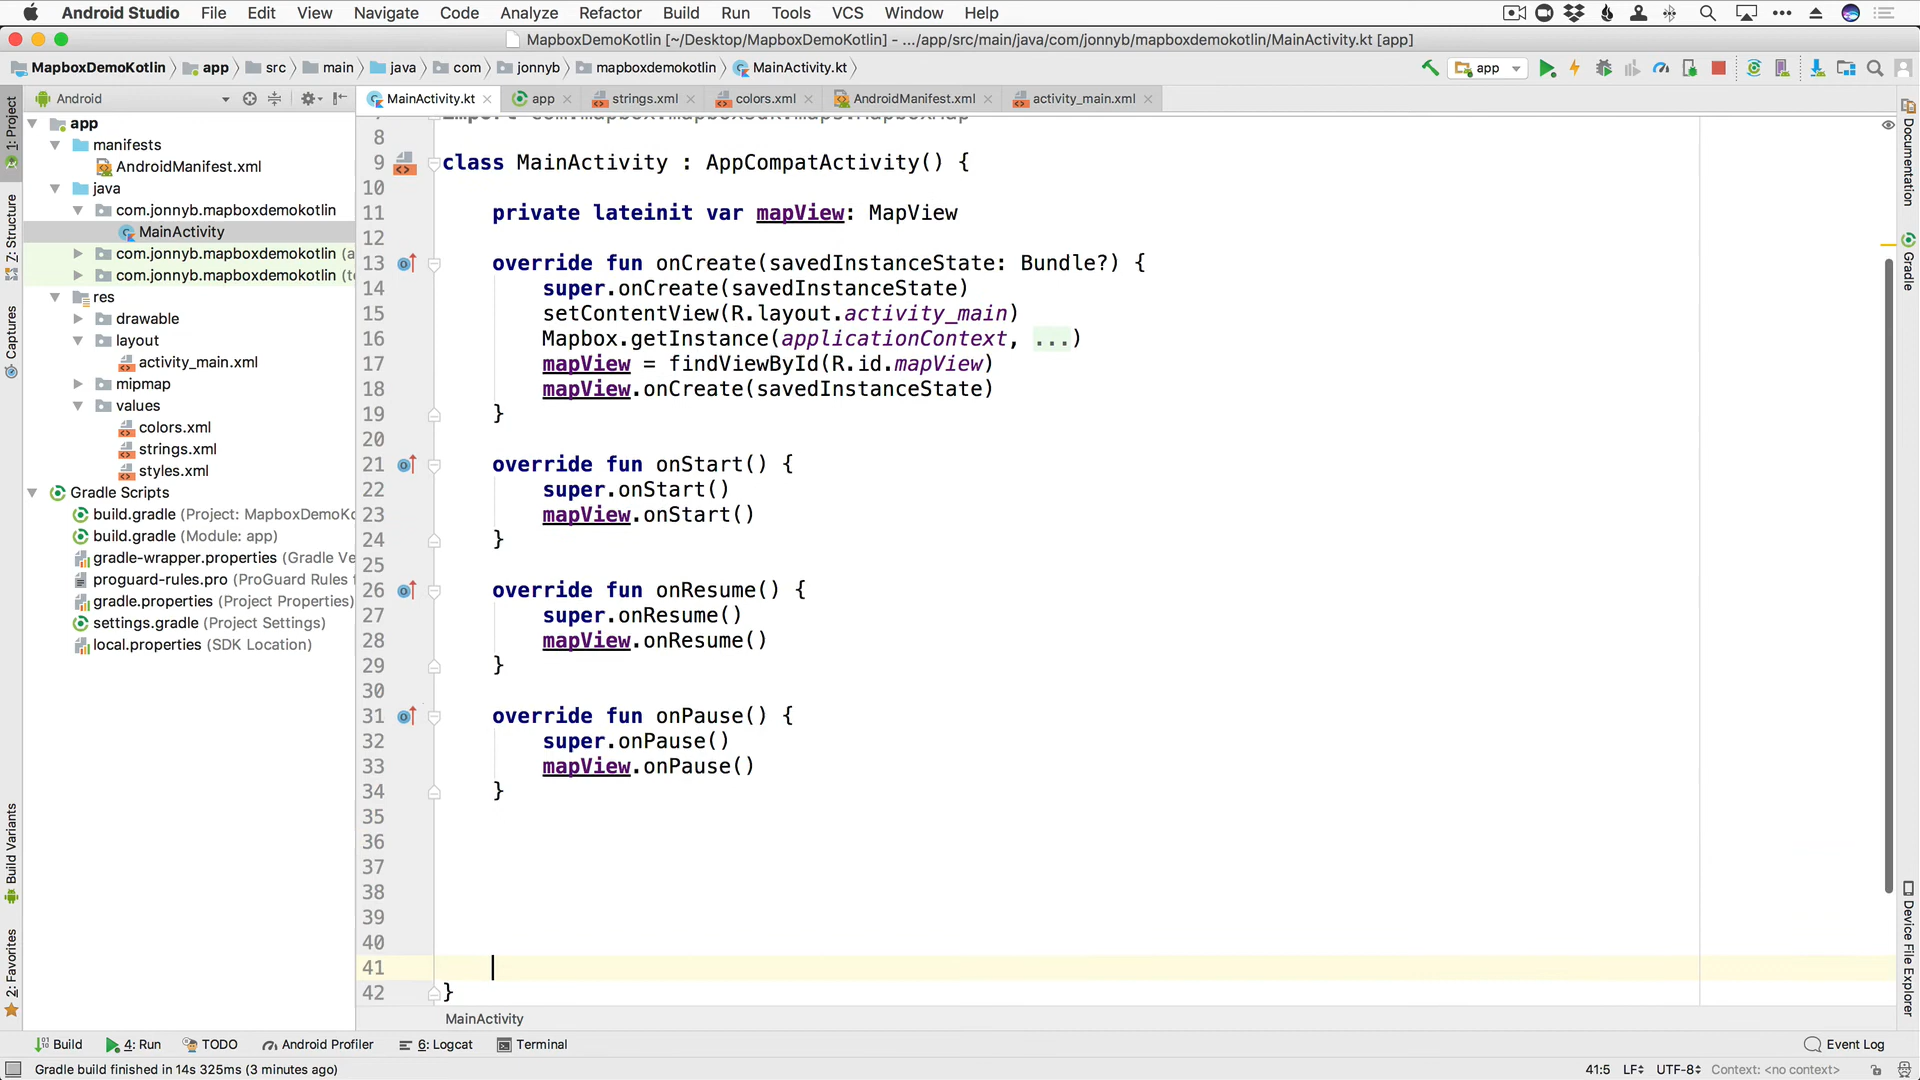 Android Studio File Edit View Navigate Code Analyze Refactor Build Run Tools VCS Window Help
MapboxDemoKotlin [~/Desktop/MapboxDemoKotlin] - .../app/src/main/java/com/jonnyb/mapboxdemokotlin/MainActivity.kt [app]
MapboxDemoKotlin app src main java com jonnyb mapboxdemokotlin MainActivity.kt app
Android MainActivity.kt app strings.xml colors.xml AndroidManifest.xml activity_main.xml
1: Project
Z: Structure
Captures
Build Variants
2: Favorites
app
manifests
AndroidManifest.xml
java
com.jonnyb.mapboxdemokotlin
MainActivity
com.jonnyb.mapboxdemokotlin (a
com.jonnyb.mapboxdemokotlin (te
res
drawable
layout
activity_main.xml
mipmap
values
colors.xml
strings.xml
styles.xml
Gradle Scripts
build.gradle (Project: MapboxDemoKo
build.gradle (Module: app)
gradle-wrapper.properties (Gradle Ve
proguard-rules.pro (ProGuard Rules f
gradle.properties (Project Properties)
settings.gradle (Project Settings)
local.properties (SDK Location)
7 import com.mapbox.mapboxsdk.maps.MapboxMap
8
9 class MainActivity : AppCompatActivity() {
10
11 private lateinit var mapView: MapView
12
13 override fun onCreate(savedInstanceState: Bundle?) {
14 super.onCreate(savedInstanceState)
15 setContentView(R.layout.activity_main)
16 Mapbox.getInstance(applicationContext, ...)
17 mapView = findViewById(R.id.mapView)
18 mapView.onCreate(savedInstanceState)
19 }
20
21 override fun onStart() {
22 super.onStart()
23 mapView.onStart()
24 }
25
26 override fun onResume() {
27 super.onResume()
28 mapView.onResume()
29 }
30
31 override fun onPause() {
32 super.onPause()
33 mapView.onPause()
34 }
35
36
37
38
39
40
41
42 }
MainActivity
Documentation
Gradle
Device File Explorer
Build 4: Run TODO Android Profiler 6: Logcat Terminal Event Log
Gradle build finished in 14s 325ms (3 minutes ago) 41:5 LF UTF-8 Context: <no context>